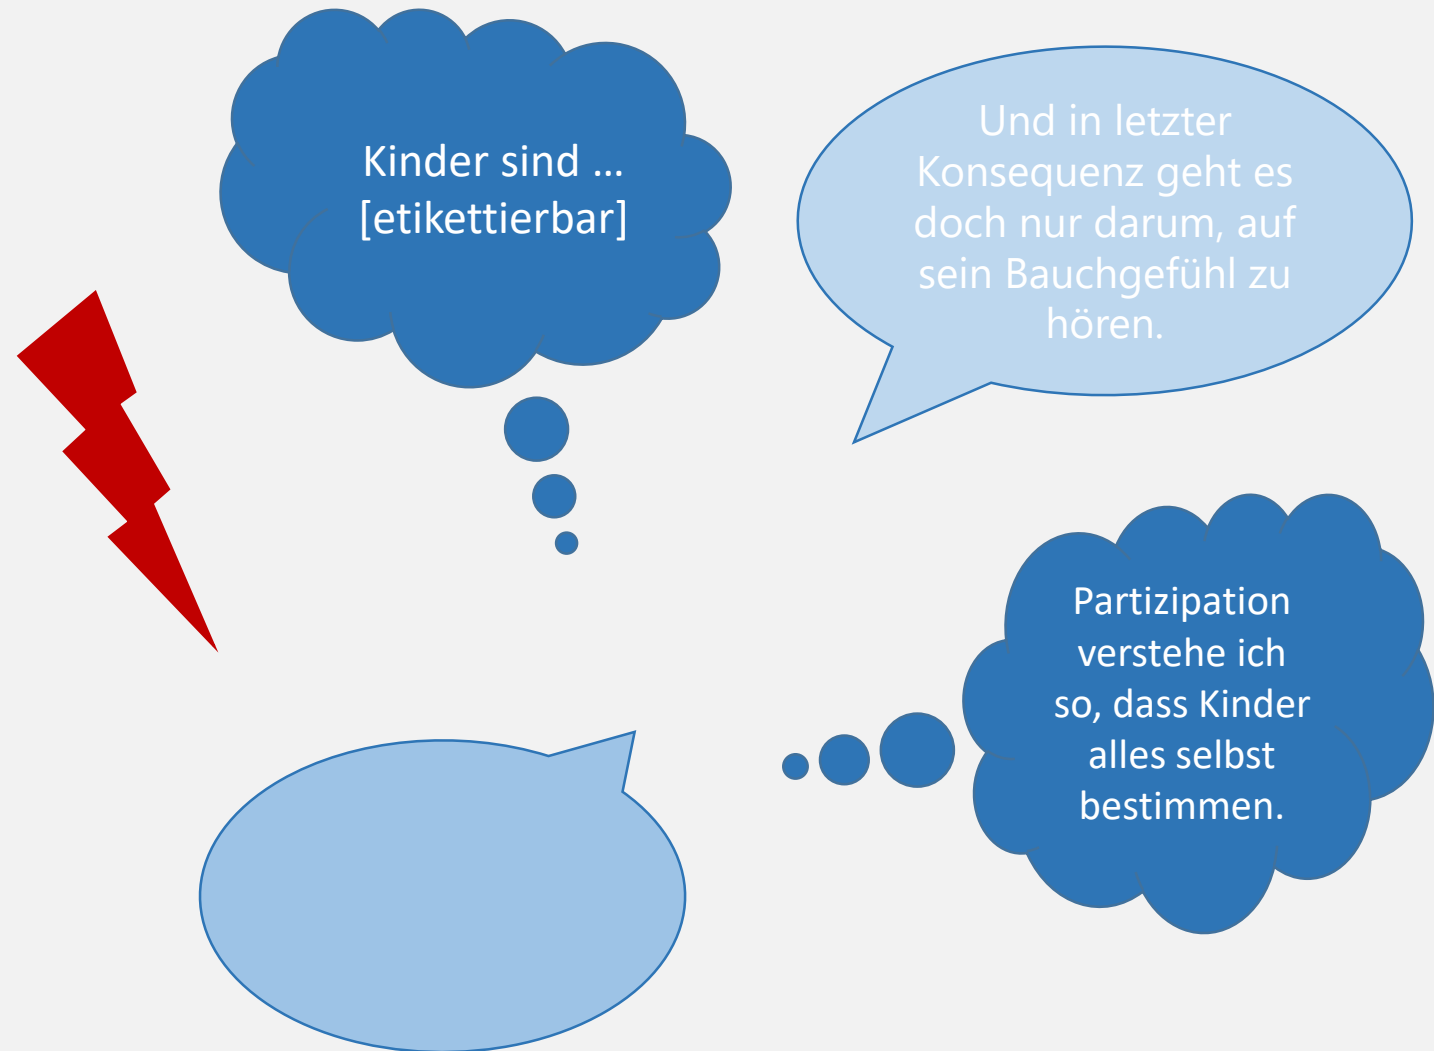 Kinder sind ...
[etikettierbar]
Und in letzter
Konsequenz geht es
doch nur darum, auf
sein Bauchgefühl zu
hören.
Partizipation
verstehe ich
so, dass Kinder
alles selbst
bestimmen.